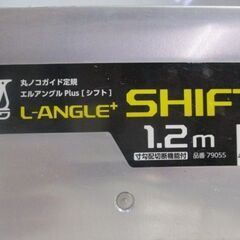 丸ノコガイド定規
エルアングル Plus [シフト]
L-ANGLE+ SHIFT
1.2m
寸勾配切断機能付 品番 79055